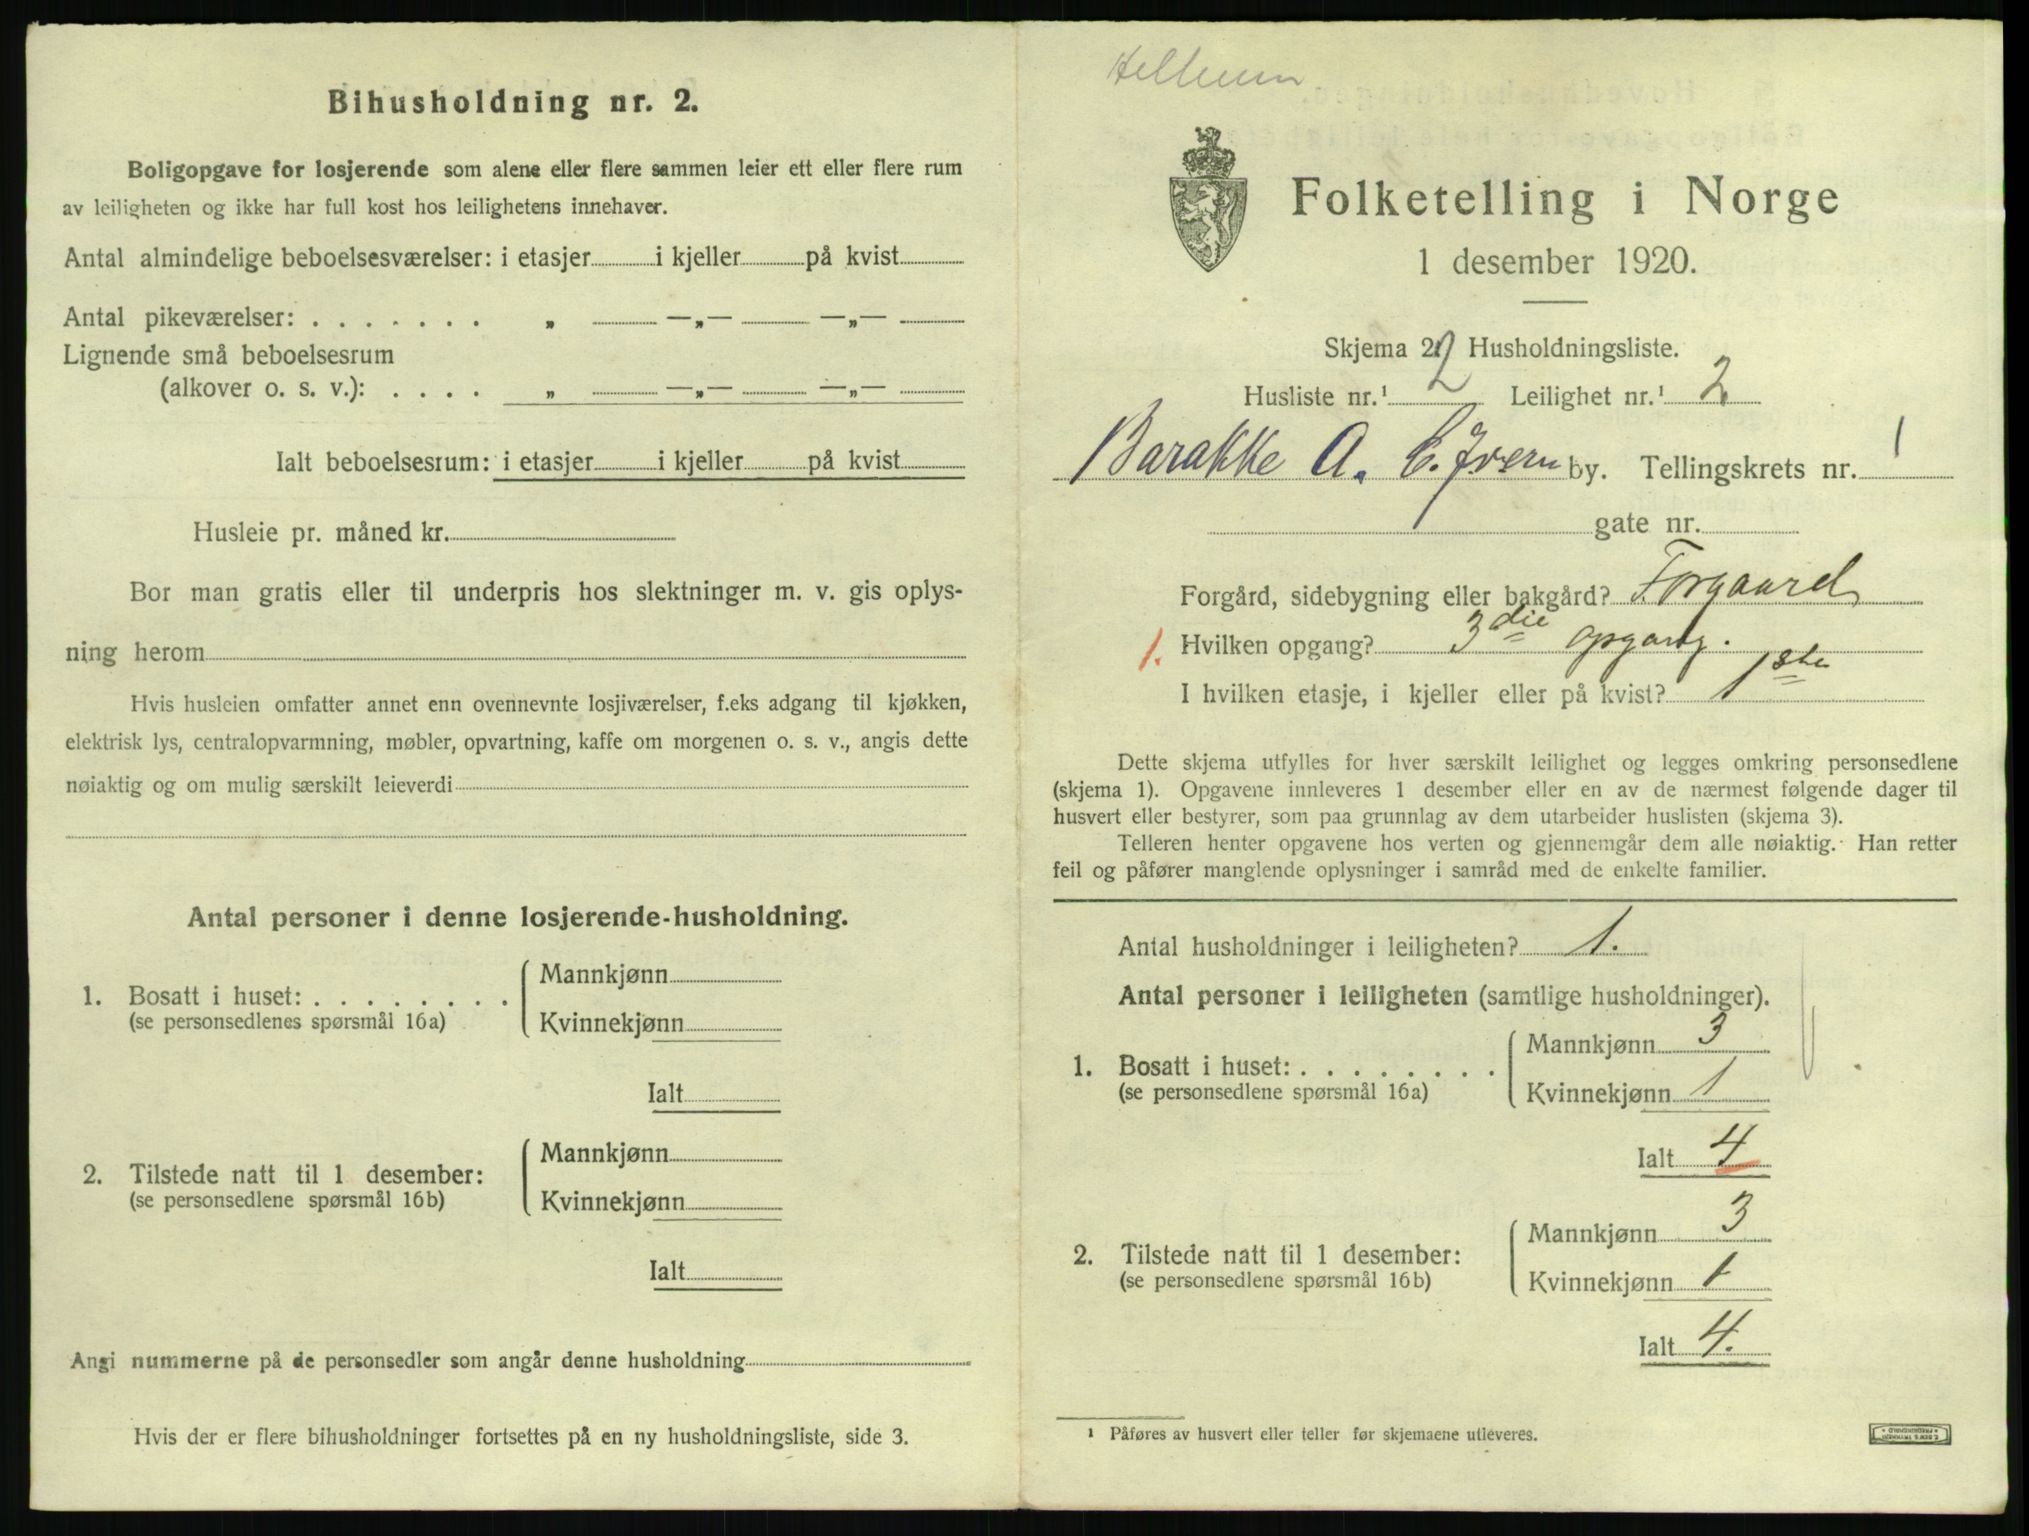 Bihusholdning nr. 2.
Boligopgave for losjerende som alene eller flere sammen leier ett eller flere rum
av leiligheten og ikke har full kost hos leilighetens innehaver.
Antal almindelige beboelsesværelser: i etasjer i kjeller på kvist
Antal pikeværelser: . . . . . . . „ —„— —„—
Lignende små beboelsesrum
(alkover o. s. v.): . . . . „ —„— —„—
Ialt beboelsesrum: i etasjer i kjeller på kvist
Husleie pr. måned kr.
Bor man gratis eller til underpris hos slektninger m. v. gis oplys-
ning herom
Hvis husleien omfatter annet enn ovennevnte losjiværelser, f.eks adgang til kjøkken,
elektrisk lys, centralopvarmning, møbler, opvartning, kaffe om morgenen o. s. v., angis dette
nøiaktig og om mulig særskilt leieverdi
Antal personer i denne losjerende-husholdning.
1. Bosatt i huset: . . . . . . . .
(se personsedlenes spørsmål 16a)
Mannkjønn
Kvinnekjønn
Ialt
2. Tilstede natt til 1 desember:
(se personsedlene spørsmål 16b)
Mannkjønn
Kvinnekjønn
Ialt
Angi nummerne på de personsedler som angår denne husholdning
Hvis der er flere bihusholdninger fortsettes på en ny husholdningsliste, side 3.
Folketelling i Norge
1 desember 1920.
Skjema 2. Husholdningsliste.
Husliste nr.¹ 22 Leilighet nr.¹ 2
Barakke A. by. Tellingskrets nr. 1
gate nr.
Forgård, sidebygning eller bakgård? Forgaard
1. Hvilken opgang? 3die opgang.
I hvilken etasje, i kjeller eller på kvist? 1ste
Dette skjema utfylles for hver særskilt leilighet og legges omkring personsedlene
(skjema 1). Opgavene innleveres 1 desember eller en av de nærmest følgende dager til
husvert eller bestyrer, som paa grunnlag av dem utarbeider huslisten (skjema 3).
Telleren henter opgavene hos verten og gjennemgår dem alle nøiaktig. Han retter
feil og påfører manglende oplysninger i samråd med de enkelte familier.
Antal husholdninger i leiligheten? 1.
Antal personer i leiligheten (samtlige husholdninger).
1. Bosatt i huset: . . . . . . . .
(se personsedlene spørsmål 16a)
Mannkjønn 3
Kvinnekjønn 1
Ialt 4
2. Tilstede natt til 1 desember:
(se personsedlene spørsmål 16b)
Mannkjønn 3
Kvinnekjønn 1
Ialt 4.
¹ Påføres av husvert eller teller før skjemaene utleveres.